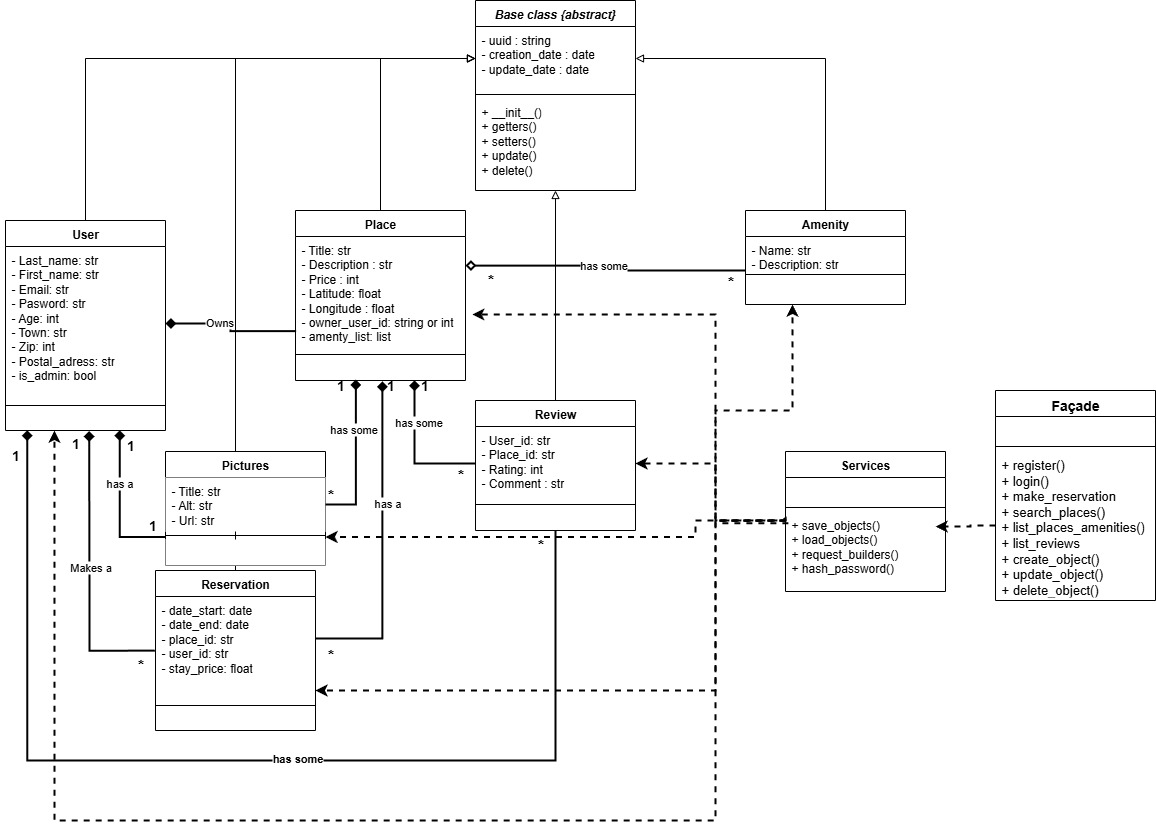 Base class {abstract}
- uuid : string
- creation_date : date
- update_date : date
+ __init__()
+ getters()
+ setters()
+ update()
+ delete()
User
- Last_name: str
- First_name: str
- Email: str
- Pasword: str
- Age: int
- Town: str
- Zip: int
- Postal_adress: str
- is_admin: bool
Owns
Place
- Title: str
- Description : str
- Price : int
- Latitude: float
- Longitude : float
- owner_user_id: string or int
- amenty_list: list
*
has some
*
Amenity
- Name: str
- Description: str
1
1
1
has some
has some
has a
*
*
*
Review
- User_id: str
- Place_id: str
- Rating: int
- Comment : str
*
1
1
1
has a
1
Makes a
*
has some
Pictures
- Title: str
- Alt: str
- Url: str
Reservation
- date_start: date
- date_end: date
- place_id: str
- user_id: str
- stay_price: float
Services
+ save_objects()
+ load_objects()
+ request_builders()
+ hash_password()
Façade
+ register()
+ login()
+ make_reservation
+ search_places()
+ list_places_amenities()
+ list_reviews
+ create_object()
+ update_object()
+ delete_object()